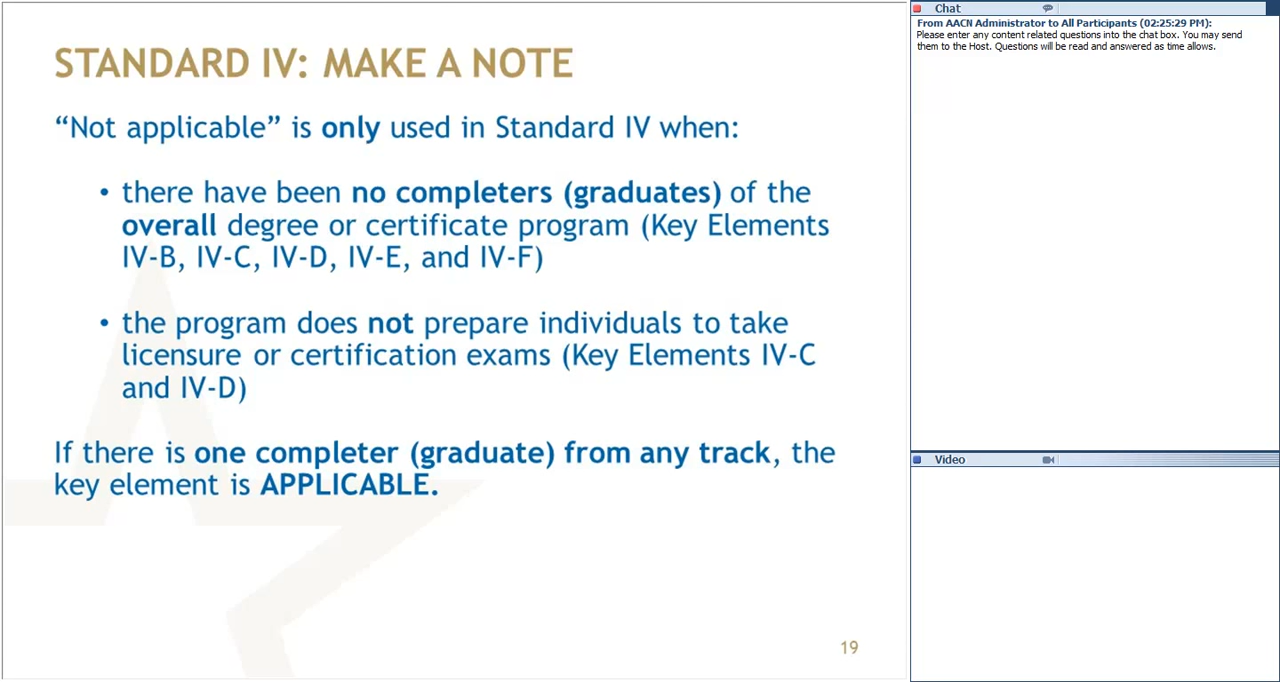 STANDARD IV: MAKE A NOTE
“Not applicable” is only used in Standard IV when:
• there have been no completers (graduates) of the
overall degree or certificate program (Key Elements
IV-B, IV-C, IV-D, IV-E, and IV-F)
• the program does not prepare individuals to take
licensure or certification exams (Key Elements IV-C
and IV-D)
If there is one completer (graduate) from any track, the
key element is APPLICABLE.
19
Chat
From AACN Administrator to All Participants (02:25:29 PM):
Please enter any content related questions into the chat box. You may send
them to the Host. Questions will be read and answered as time allows.
Video